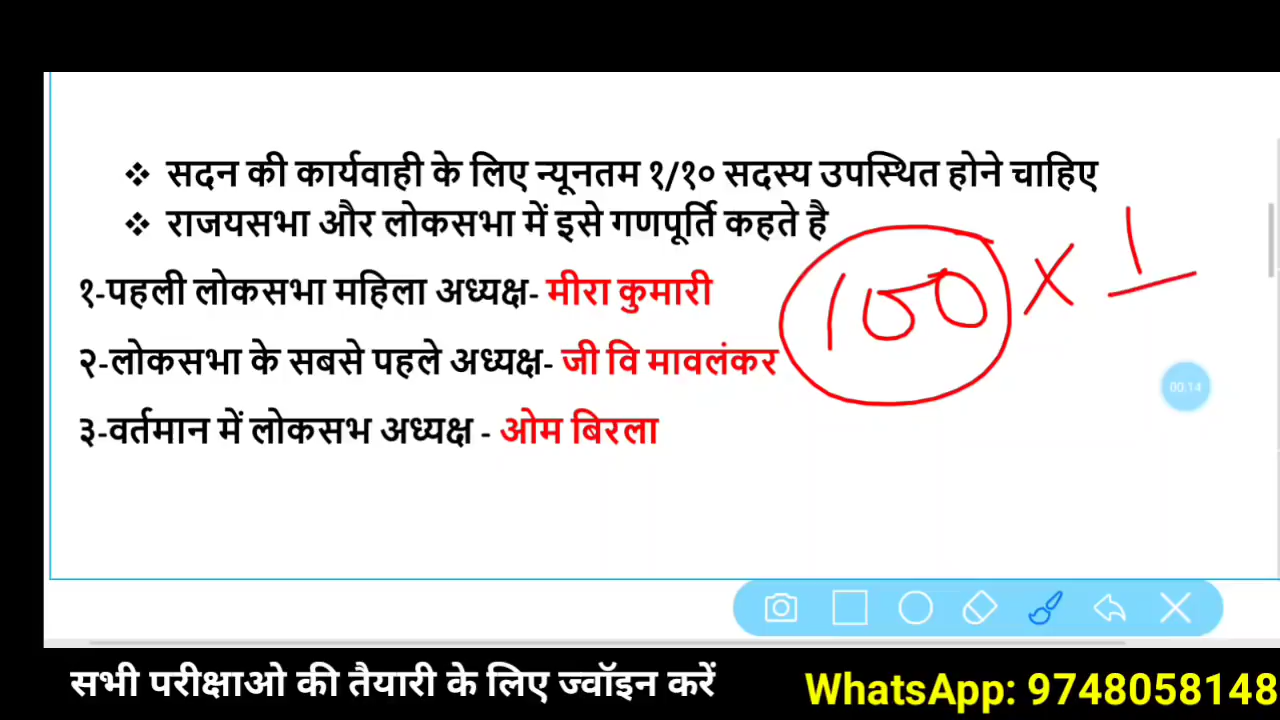 ❖ सदन की कार्यवाही के लिए न्यूनतम १/१० सदस्य उपस्थित होने चाहिए
❖ राजयसभा और लोकसभा में इसे गणपूर्ति कहते है
१-पहली लोकसभा महिला अध्यक्ष- मीरा कुमारी
100 × 1
२-लोकसभा के सबसे पहले अध्यक्ष- जी वि मावलंकर
00:14
३-वर्तमान में लोकसभ अध्यक्ष - ओम बिरला
सभी परीक्षाओ की तैयारी के लिए ज्वॉइन करें
WhatsApp: 9748058148